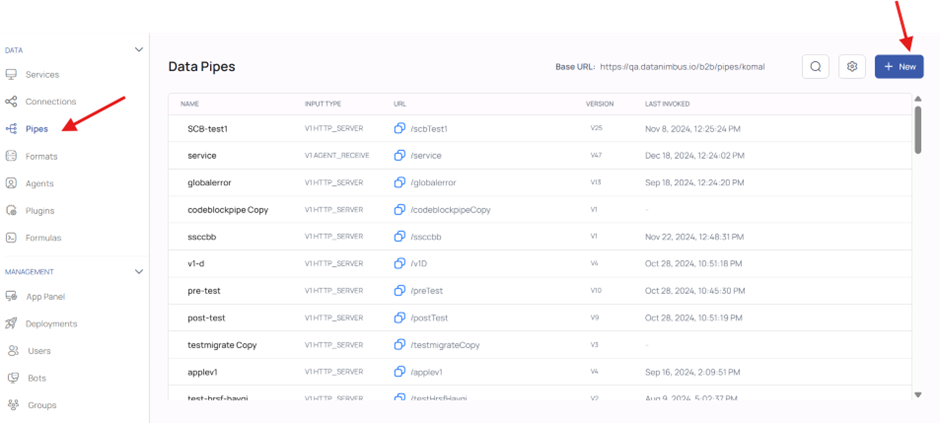 DATA
Services
Connections
Pipes
Formats
Agents
Plugins
Formulas
MANAGEMENT
App Panel
Deployments
Users
Bots
Groups
Data Pipes
Base URL: https://qa.datanimbus.io/b2b/pipes/komal
+ New
NAME INPUT TYPE URL VERSION LAST INVOKED
SCB-test1 V1 HTTP_SERVER /scbTest1 V25 Nov 8, 2024, 12:25:24 PM
service V1 AGENT_RECEIVE /service V47 Dec 18, 2024, 12:24:02 PM
globalerror V1 HTTP_SERVER /globalerror V13 Sep 18, 2024, 12:24:20 PM
codeblockpipe Copy V1 HTTP_SERVER /codeblockpipeCopy V1 -
ssccbb V1 HTTP_SERVER /ssccbb V1 Nov 22, 2024, 12:48:31 PM
v1-d V1 HTTP_SERVER /v1D V4 Oct 28, 2024, 10:51:18 PM
pre-test V1 HTTP_SERVER /preTest V10 Oct 28, 2024, 10:45:30 PM
post-test V1 HTTP_SERVER /postTest V9 Oct 28, 2024, 10:51:19 PM
testmigrate Copy V1 HTTP_SERVER /testmigrateCopy V3 -
applev1 V1 HTTP_SERVER /applev1 V4 Sep 16, 2024, 2:09:51 PM
V1 HTTP_SERVER V2 Aug 9, 2024, 5:02:37 PM